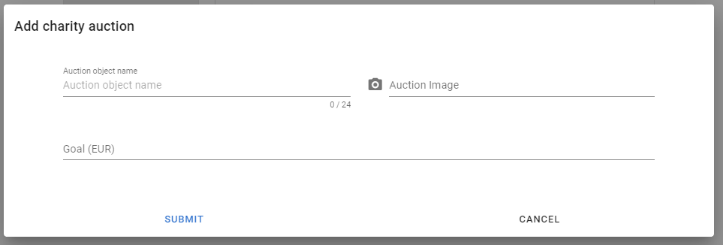 Add charity auction
Auction object name
Auction object name
Auction Image
0 / 24
Goal (EUR)
SUBMIT
CANCEL